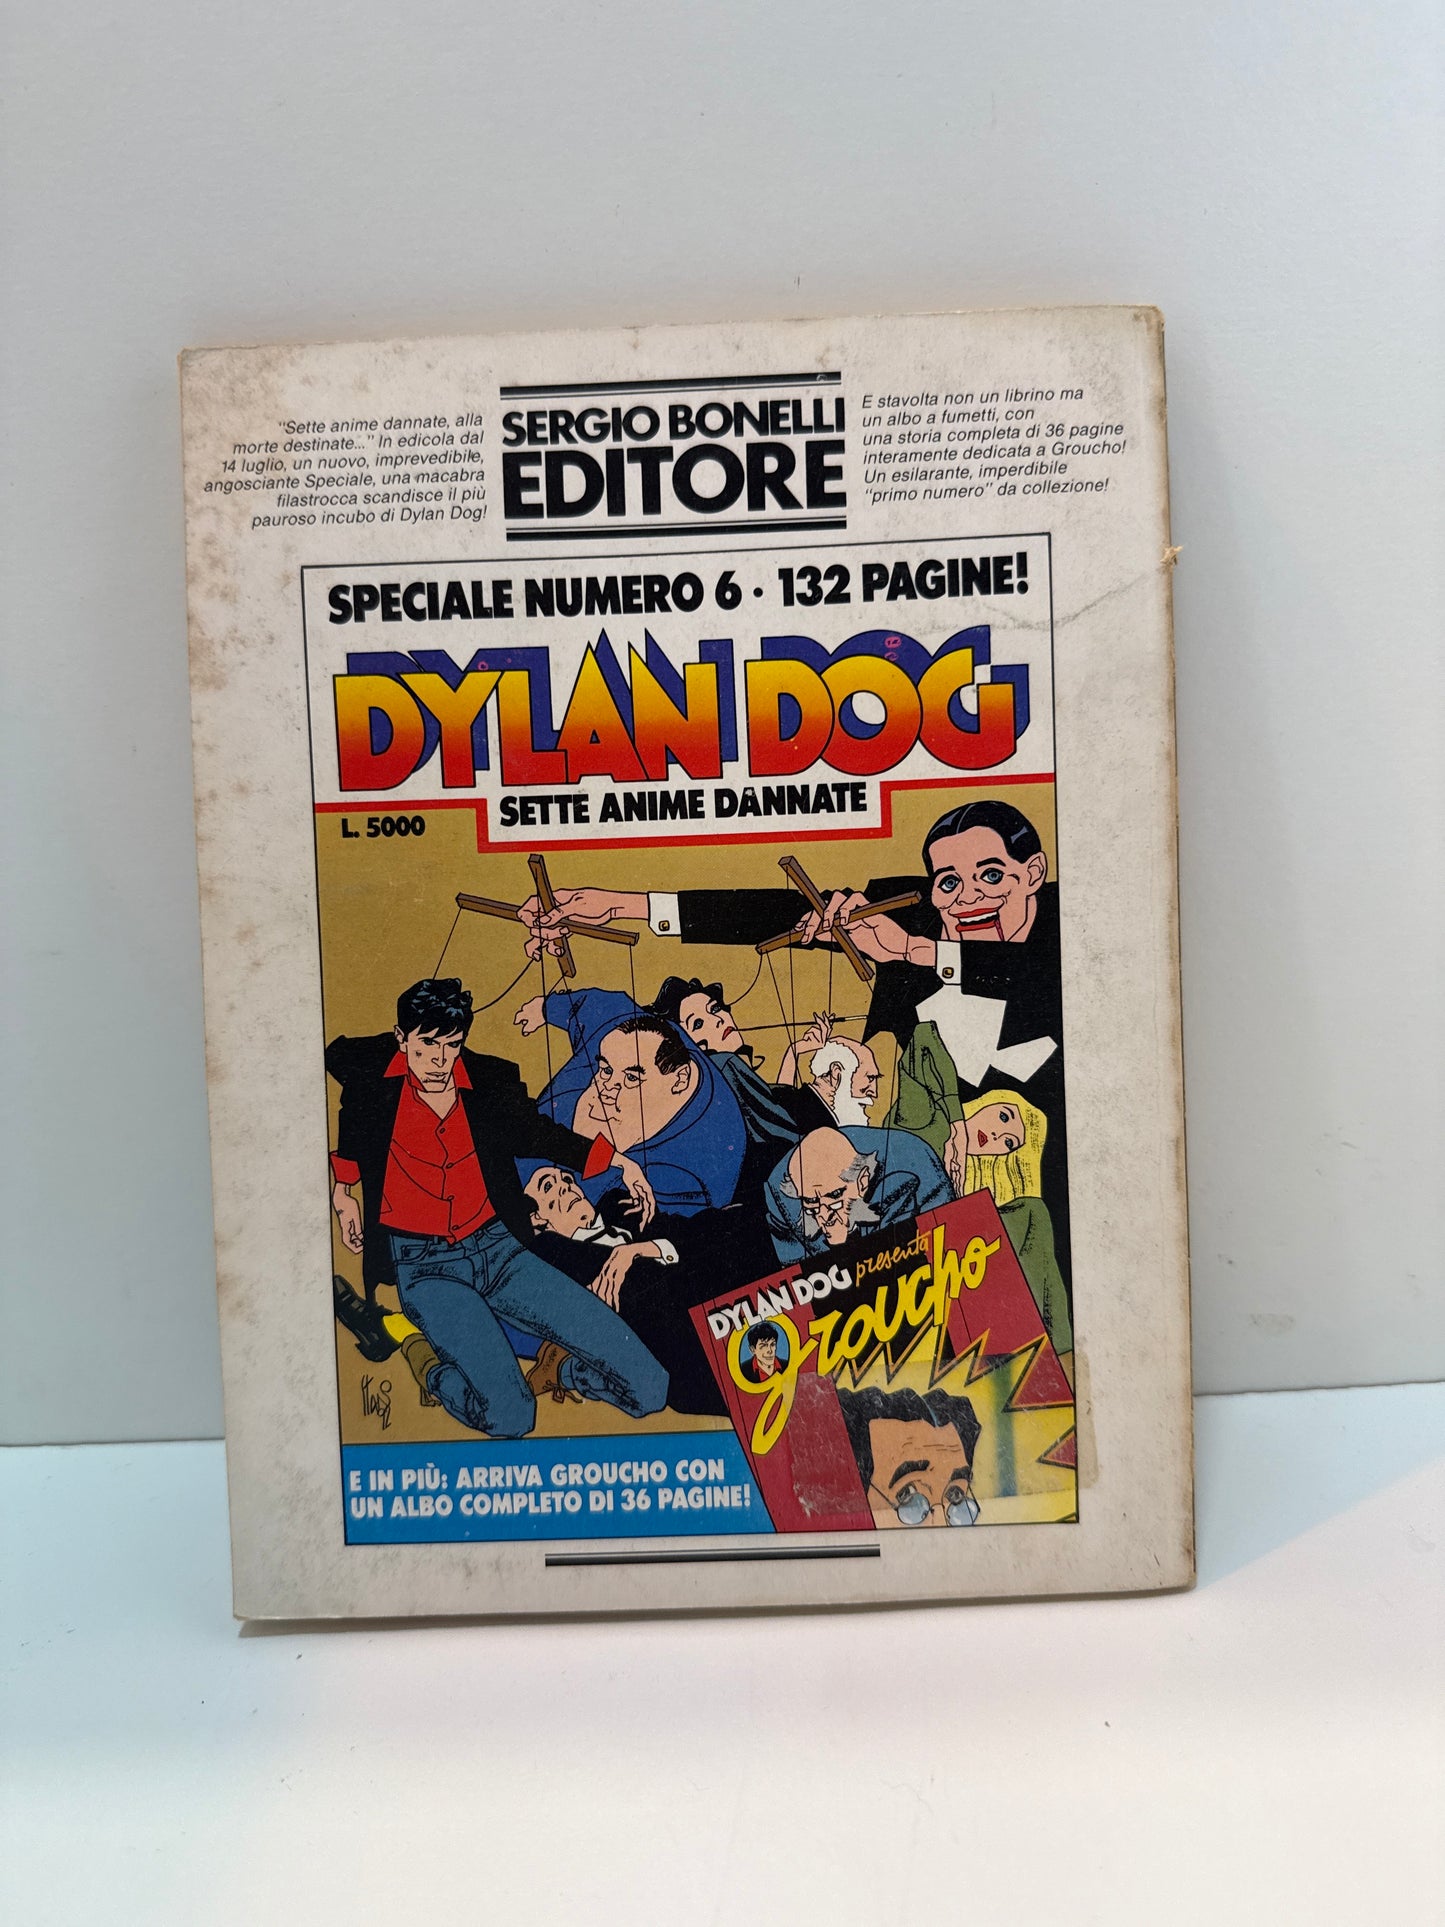 "Sette anime dannate, alla
morte destinate..." In edicola dal
14 luglio, un nuovo, imprevedibile,
angosciante Speciale, una macabra
filastrocca scandisce il più
pauroso incubo di Dylan Dog!
SERGIO BONELLI
EDITORE
E stavolta non un librino ma
un albo a fumetti, con
una storia completa di 36 pagine
interamente dedicata a Groucho!
Un esilarante, imperdibile
"primo numero" da collezione!
SPECIALE NUMERO 6 · 132 PAGINE!
DYLAN DOG
SETTE ANIME DANNATE
L. 5000
DYLAN DOG presenta
Groucho
E IN PIÙ: ARRIVA GROUCHO CON
UN ALBO COMPLETO DI 36 PAGINE!